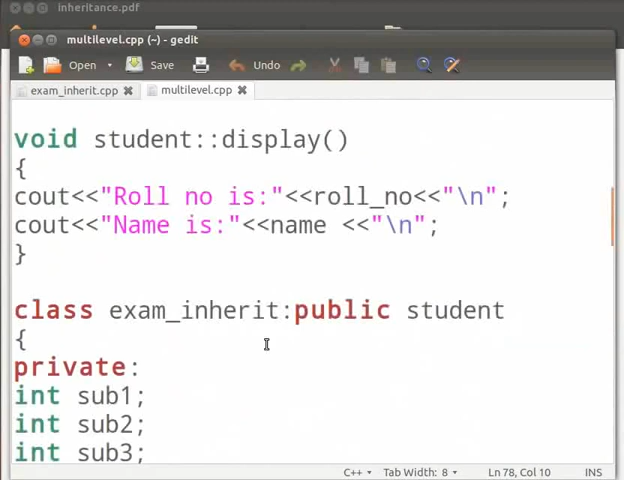 inheritance.pdf
multilevel.cpp (~) - gedit
Open Save Undo
exam_inherit.cpp multilevel.cpp
void student::display()
{
cout<<"Roll no is:"<<roll_no<<"\n";
cout<<"Name is:"<<name <<"\n";
}
class exam_inherit:public student
{
private:
int sub1;
int sub2;
int sub3;
C++ Tab Width: 8 Ln 78, Col 10 INS